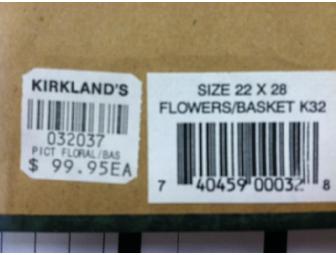 KIRKLAND'S
032037
PICT FLORAL/BAS
$ 99.95EA
SIZE 22 X 28
FLOWERS/BASKET K32
7 40459 00032 8